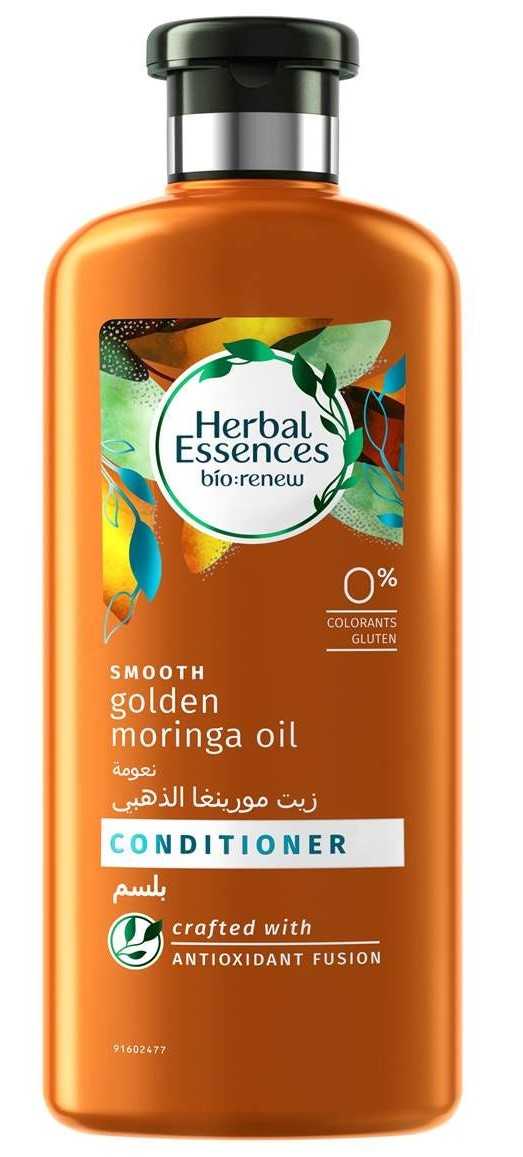 Herbal
Essences
bío:renew
0%
COLORANTS
GLUTEN
SMOOTH
golden
moringa oil
نعومة
زيت مورينغا الذهبي
CONDITIONER
بلسم
crafted with
ANTIOXIDANT FUSION
91602477